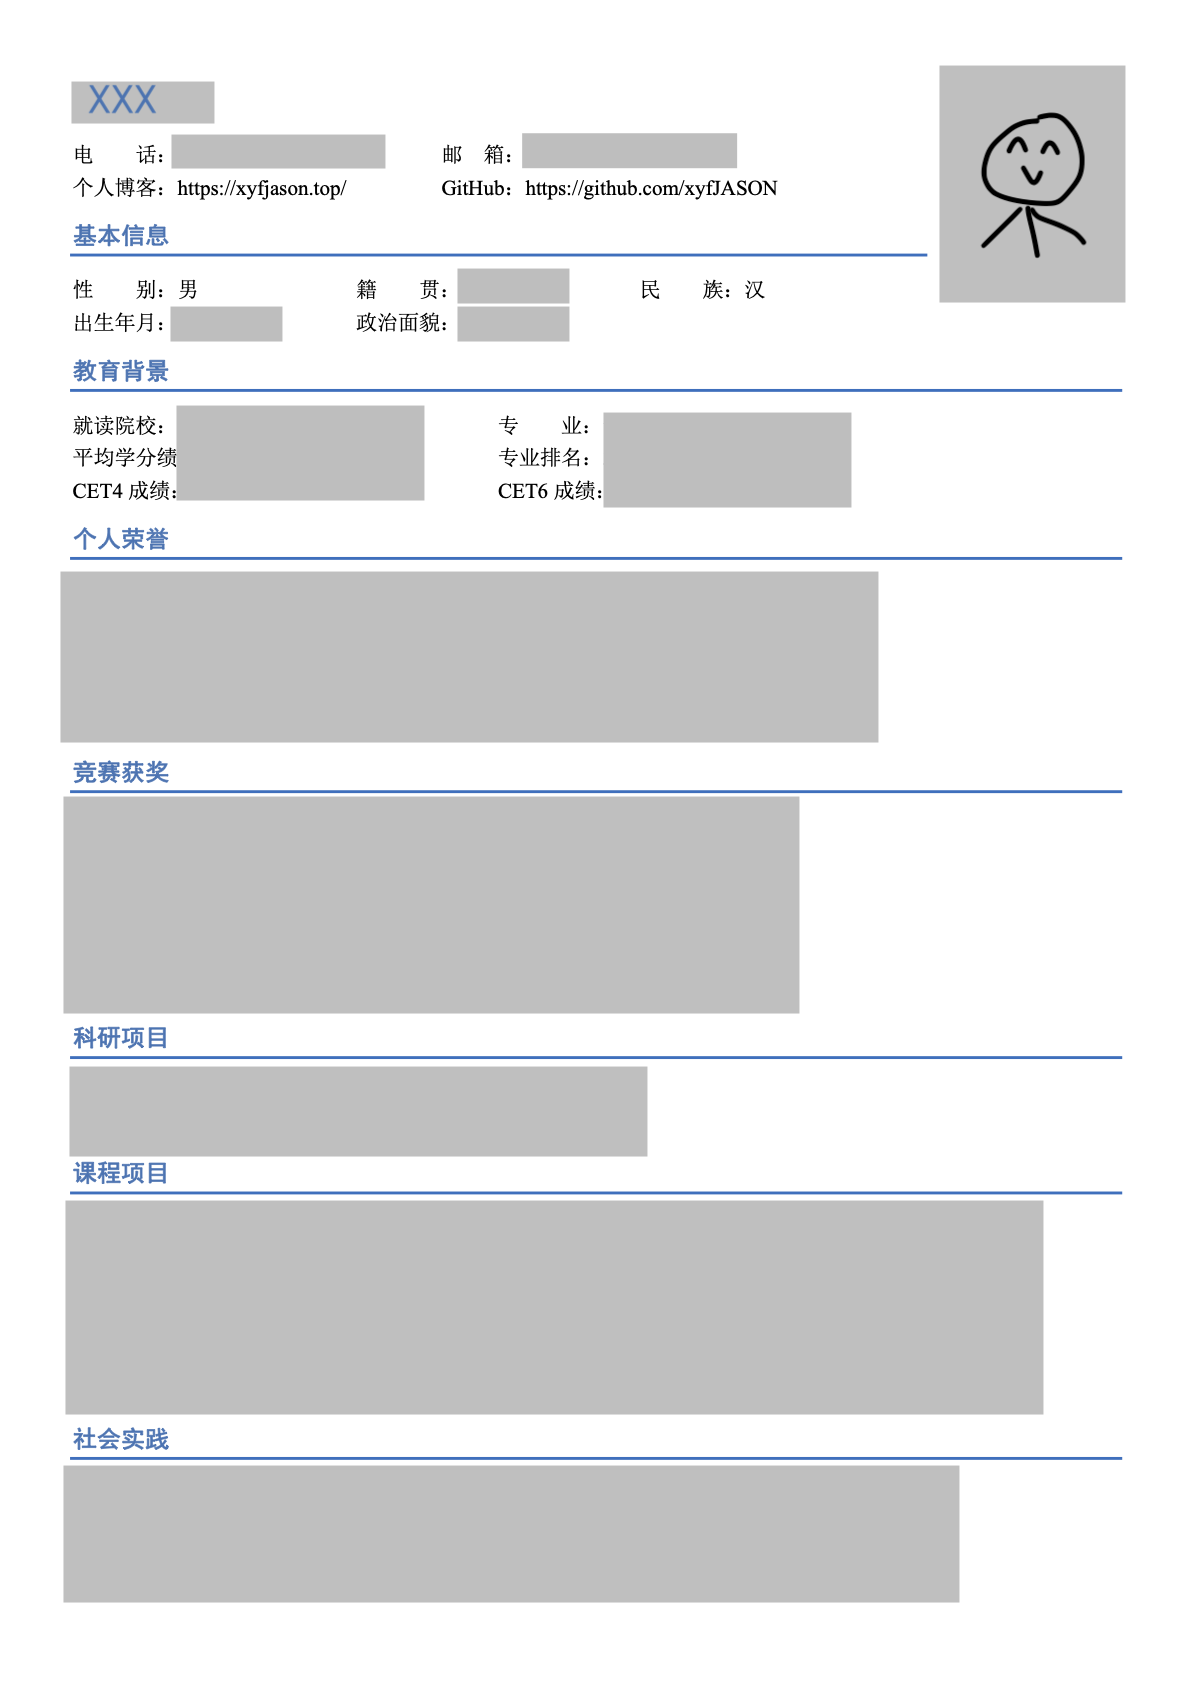 XXX
电 话： 邮 箱：
个人博客：https://xyfjason.top/ GitHub：https://github.com/xyfJASON
基本信息
性 别：男 籍 贯： 民 族：汉
出生年月： 政治面貌：
教育背景
就读院校： 专 业：
平均学分绩 专业排名：
CET4 成绩： CET6 成绩：
个人荣誉
竞赛获奖
科研项目
课程项目
社会实践